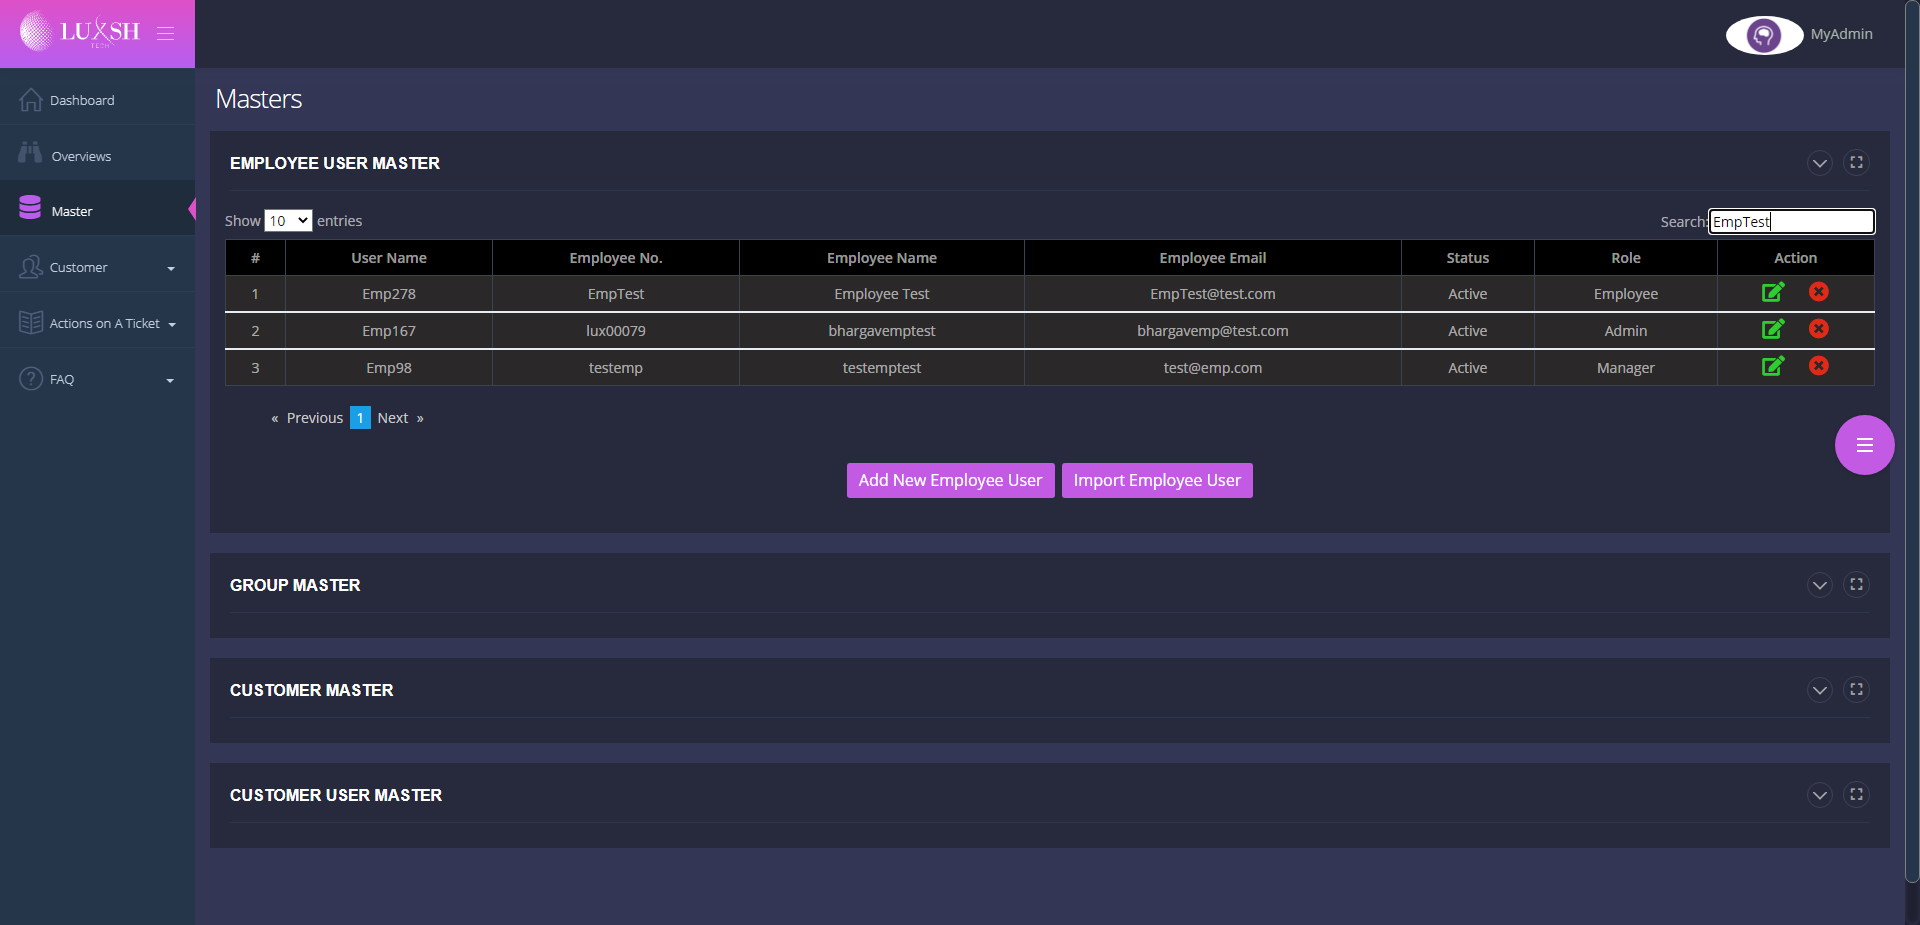 LUXSH
TECH
MyAdmin
Dashboard
Overviews
Master
Customer
Actions on A Ticket
FAQ
Masters
EMPLOYEE USER MASTER
Show 10 entries
Search: EmpTest
# User Name Employee No. Employee Name Employee Email Status Role Action
1 Emp278 EmpTest Employee Test EmpTest@test.com Active Employee
2 Emp167 lux00079 bhargavemptest bhargavemp@test.com Active Admin
3 Emp98 testemp testemptest test@emp.com Active Manager
« Previous 1 Next »
Add New Employee User Import Employee User
GROUP MASTER
CUSTOMER MASTER
CUSTOMER USER MASTER